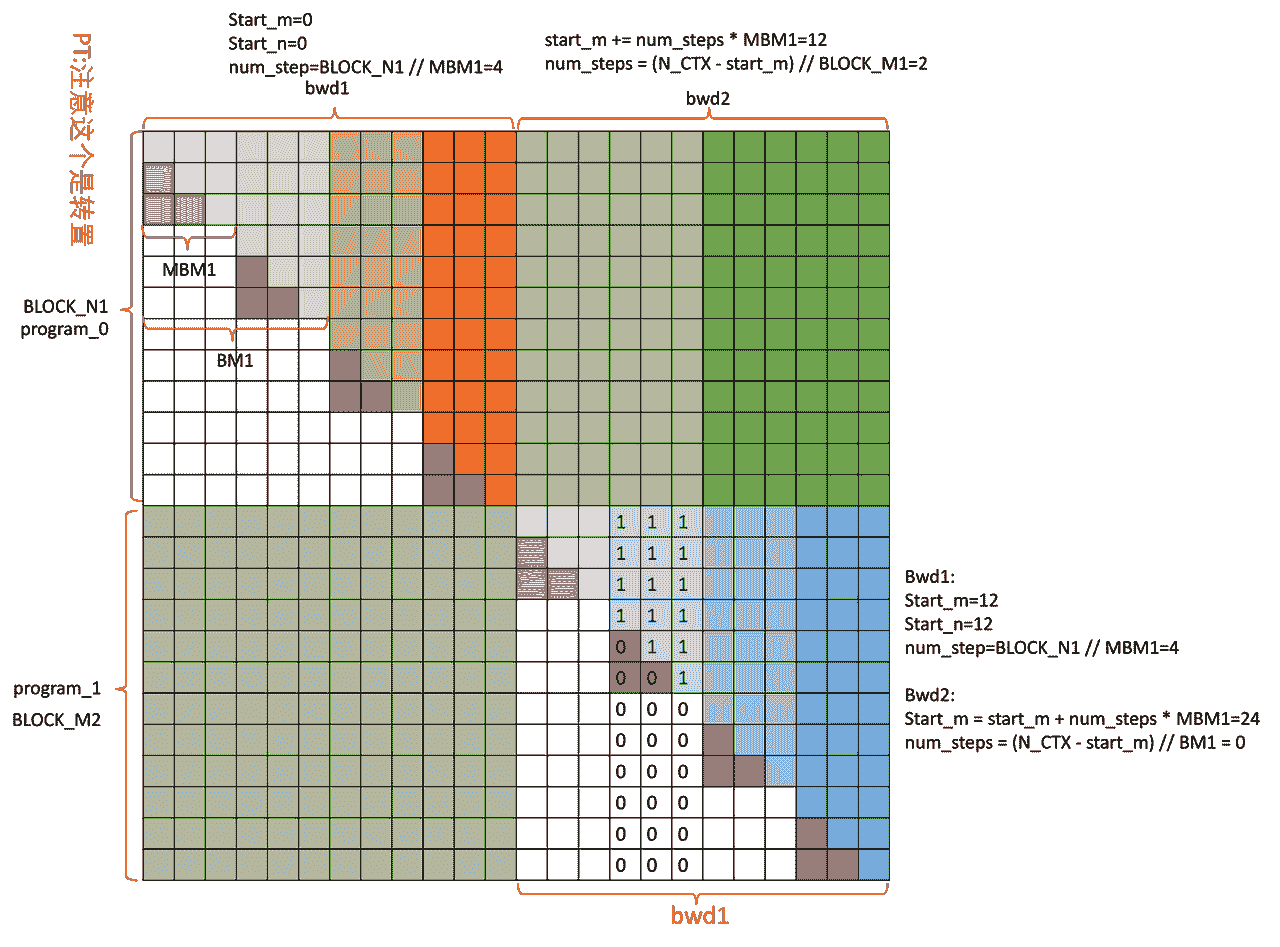 Start_m=0
Start_n=0
num_step=BLOCK_N1 // MBM1=4
bwd1
start_m += num_steps * MBM1=12
num_steps = (N_CTX - start_m) // BLOCK_M1=2
bwd2
PT:注意这个是转置
MBM1
BLOCK_N1
program_0
BM1
1 1 1
1 1 1
1 1 1
1 1 1
0 1 1
0 0 1
0 0 0
0 0 0
0 0 0
0 0 0
0 0 0
0 0 0
program_1
BLOCK_M2
Bwd1:
Start_m=12
Start_n=12
num_step=BLOCK_N1 // MBM1=4
Bwd2:
Start_m = start_m + num_steps * MBM1=24
num_steps = (N_CTX - start_m) // BM1 = 0
bwd1